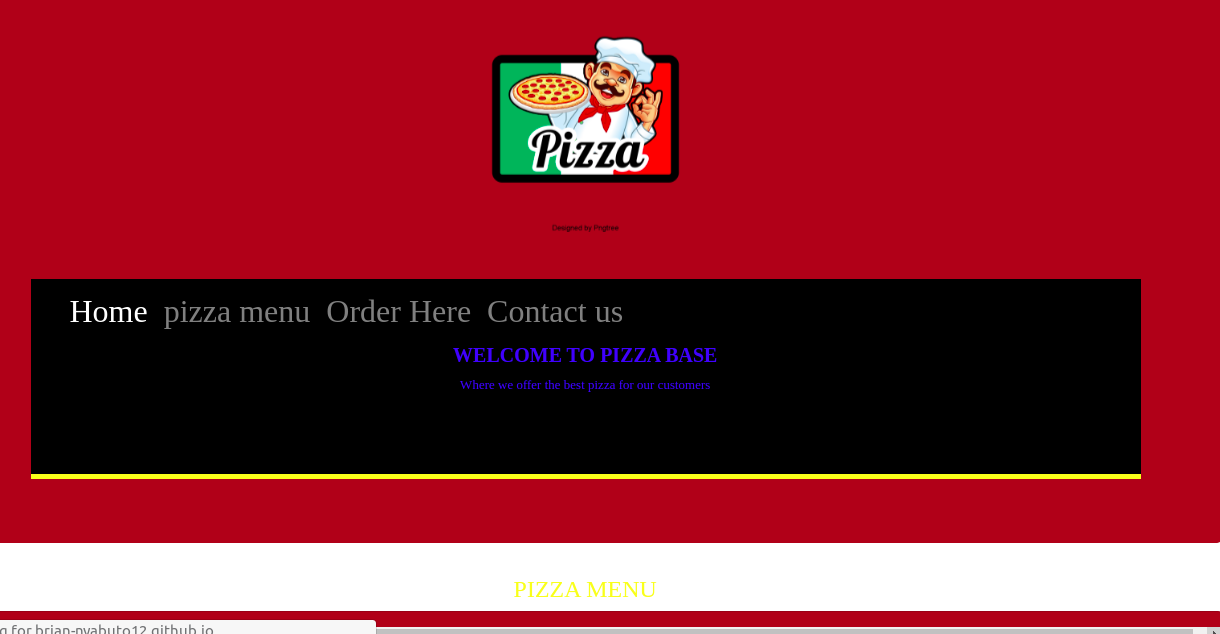 Pizza
Designed by Pngtree
Home pizza menu Order Here Contact us
WELCOME TO PIZZA BASE
Where we offer the best pizza for our customers
PIZZA MENU
g for brian-nyabuto12.github.io